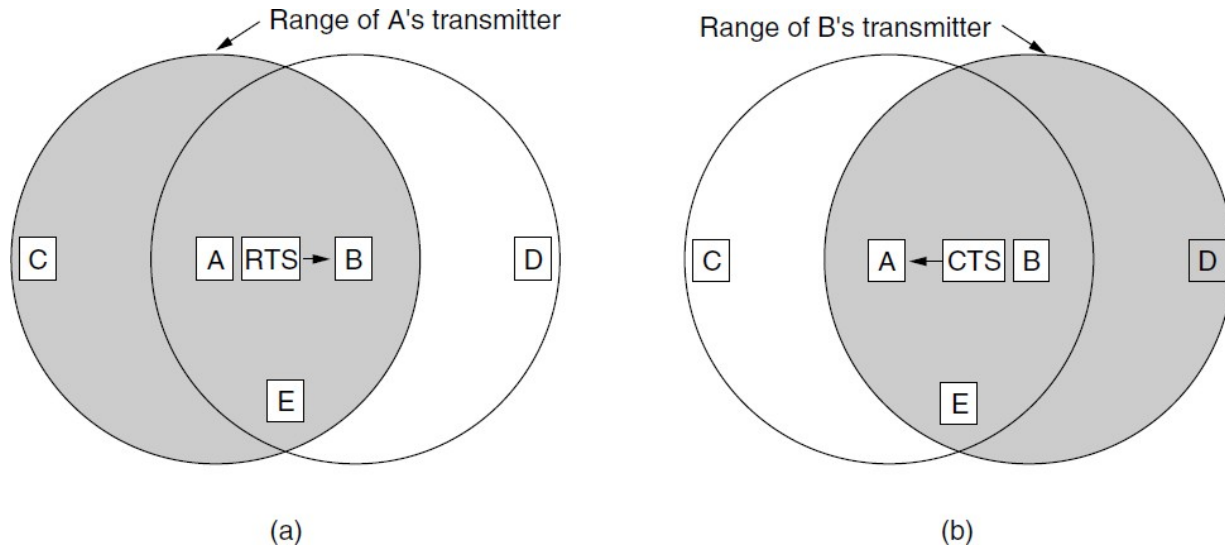 Range of A's transmitter
Range of B's transmitter
C A RTS B D
C A CTS B D
E
E
(a)
(b)